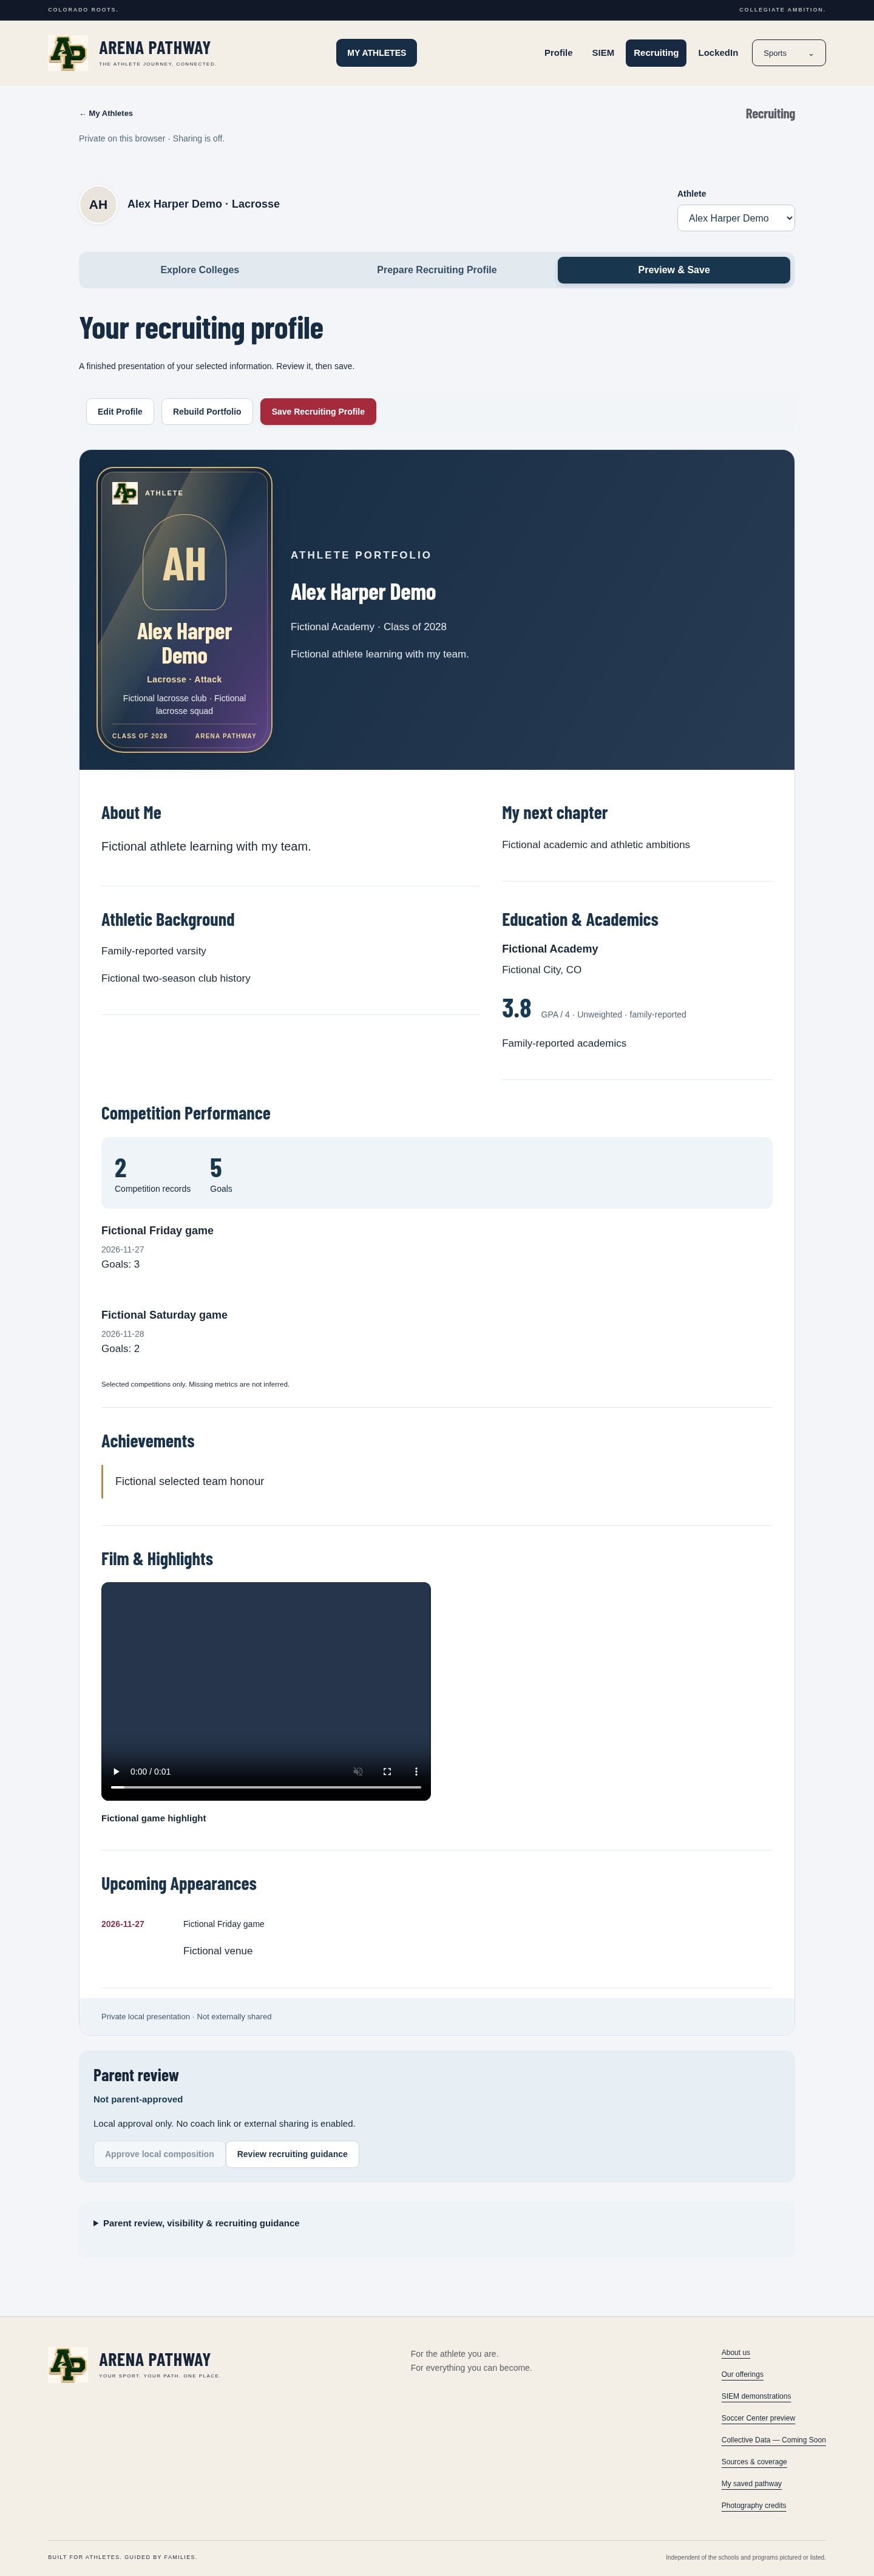 COLORADO ROOTS.
COLLEGIATE AMBITION.
AP
ARENA PATHWAY
THE ATHLETE JOURNEY, CONNECTED.
MY ATHLETES
Profile
SIEM
Recruiting
LockedIn
Sports
← My Athletes
Recruiting
Private on this browser · Sharing is off.
AH
Alex Harper Demo · Lacrosse
Athlete
Alex Harper Demo
Explore Colleges
Prepare Recruiting Profile
Preview & Save
Your recruiting profile
A finished presentation of your selected information. Review it, then save.
Edit Profile
Rebuild Portfolio
Save Recruiting Profile
AP
ATHLETE
AH
Alex Harper
Demo
Lacrosse · Attack
Fictional lacrosse club · Fictional
lacrosse squad
CLASS OF 2028
ARENA PATHWAY
ATHLETE PORTFOLIO
Alex Harper Demo
Fictional Academy · Class of 2028
Fictional athlete learning with my team.
About Me
Fictional athlete learning with my team.
My next chapter
Fictional academic and athletic ambitions
Athletic Background
Family-reported varsity
Fictional two-season club history
Education & Academics
Fictional Academy
Fictional City, CO
3.8 GPA / 4 · Unweighted · family-reported
Family-reported academics
Competition Performance
2
Competition records
5
Goals
Fictional Friday game
2026-11-27
Goals: 3
Fictional Saturday game
2026-11-28
Goals: 2
Selected competitions only. Missing metrics are not inferred.
Achievements
Fictional selected team honour
Film & Highlights
0:00 / 0:01
Fictional game highlight
Upcoming Appearances
2026-11-27
Fictional Friday game
Fictional venue
Private local presentation · Not externally shared
Parent review
Not parent-approved
Local approval only. No coach link or external sharing is enabled.
Approve local composition
Review recruiting guidance
Parent review, visibility & recruiting guidance
AP
ARENA PATHWAY
YOUR SPORT. YOUR PATH. ONE PLACE.
For the athlete you are.
For everything you can become.
About us
Our offerings
SIEM demonstrations
Soccer Center preview
Collective Data — Coming Soon
Sources & coverage
My saved pathway
Photography credits
BUILT FOR ATHLETES. GUIDED BY FAMILIES.
Independent of the schools and programs pictured or listed.